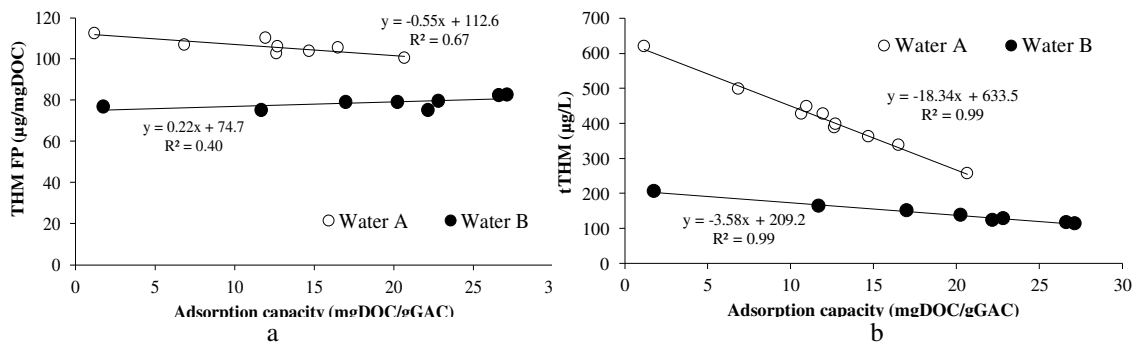 120
100
80
60
40
20
0
THM FP (µg/mgDOC)
y = -0.55x + 112.6
R² = 0.67
y = 0.22x + 74.7
R² = 0.40
Water A
Water B
0 5 10 15 20 25 3
Adsorption capacity (mgDOC/gGAC)
a
700
600
500
400
300
200
100
0
tTHM (µg/L)
Water A
Water B
y = -18.34x + 633.5
R² = 0.99
y = -3.58x + 209.2
R² = 0.99
0 5 10 15 20 25 30
Adsorption capacity (mgDOC/gGAC)
b